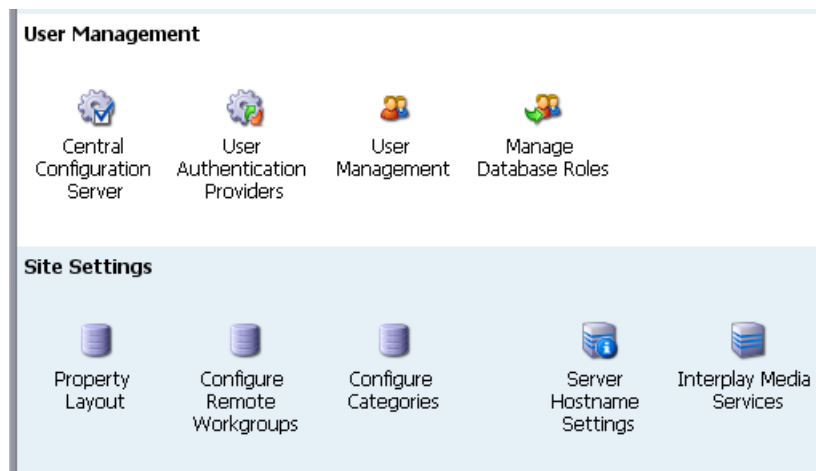 User Management
Central
Configuration
Server
User
Authentication
Providers
User
Management
Manage
Database Roles
Site Settings
Property
Layout
Configure
Remote
Workgroups
Configure
Categories
Server
Hostname
Settings
Interplay Media
Services